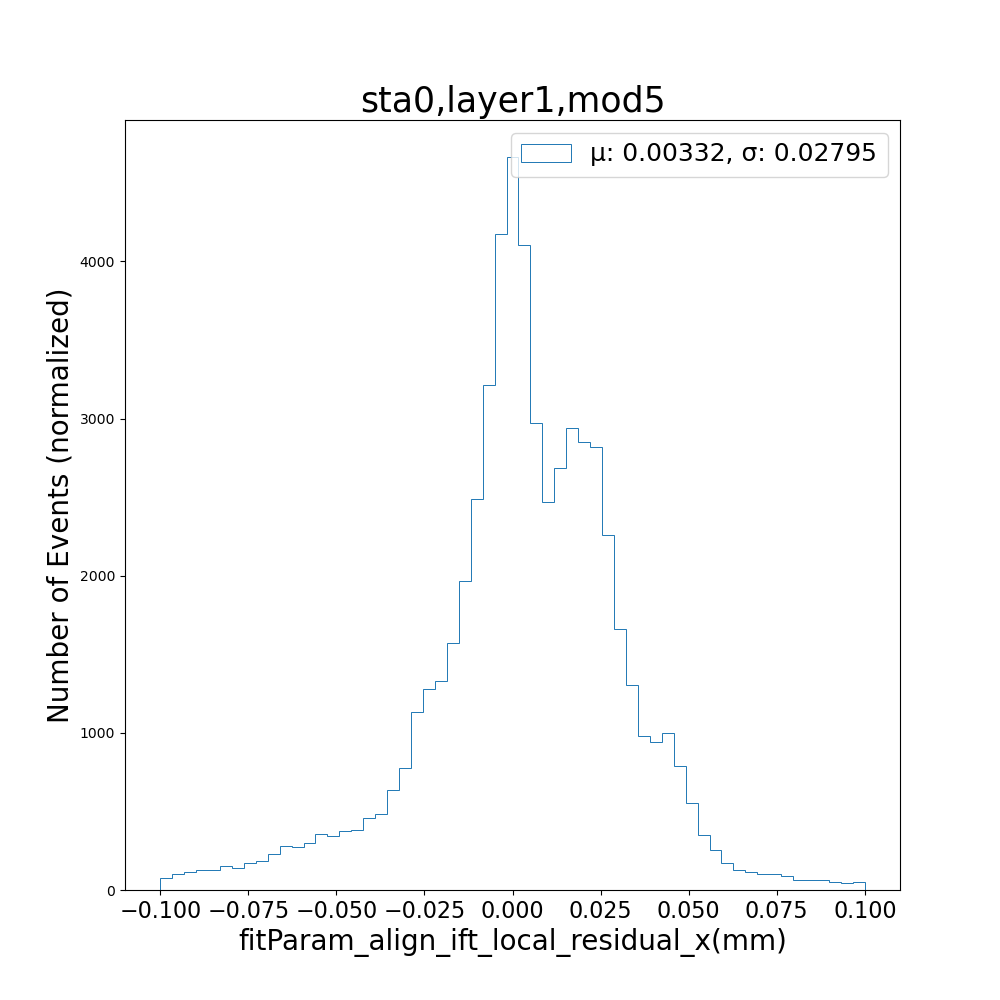 sta0,layer1,mod5
μ: 0.00332, σ: 0.02795
Number of Events (normalized)
4000
3000
2000
1000
0
−0.100 −0.075 −0.050 −0.025 0.000 0.025 0.050 0.075 0.100
fitParam_align_ift_local_residual_x(mm)